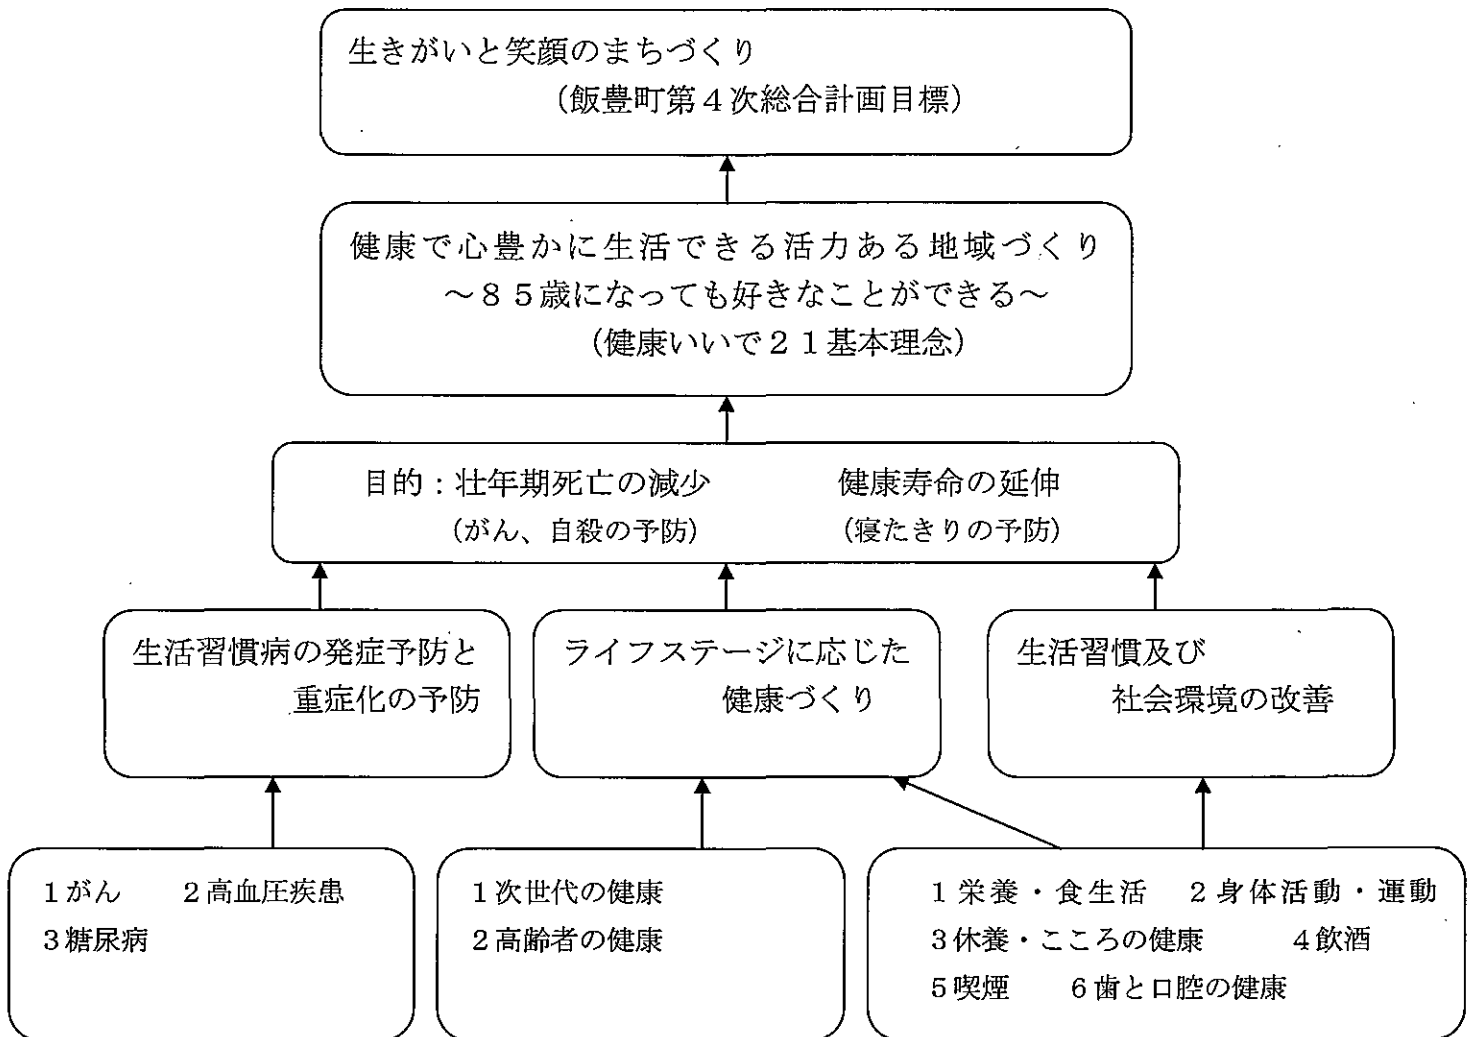 生きがいと笑顔のまちづくり
(飯豊町第4次総合計画目標)
健康で心豊かに生活できる活力ある地域づくり
～85歳になっても好きなことができる～
(健康いいで21基本理念)
目的:壮年期死亡の減少 健康寿命の延伸
(がん、自殺の予防) (寝たきりの予防)
生活習慣病の発症予防と
重症化の予防
ライフステージに応じた
健康づくり
生活習慣及び
社会環境の改善
1がん 2高血圧疾患
3糖尿病
1次世代の健康
2高齢者の健康
1栄養・食生活 2身体活動・運動
3休養・こころの健康 4飲酒
5喫煙 6歯と口腔の健康